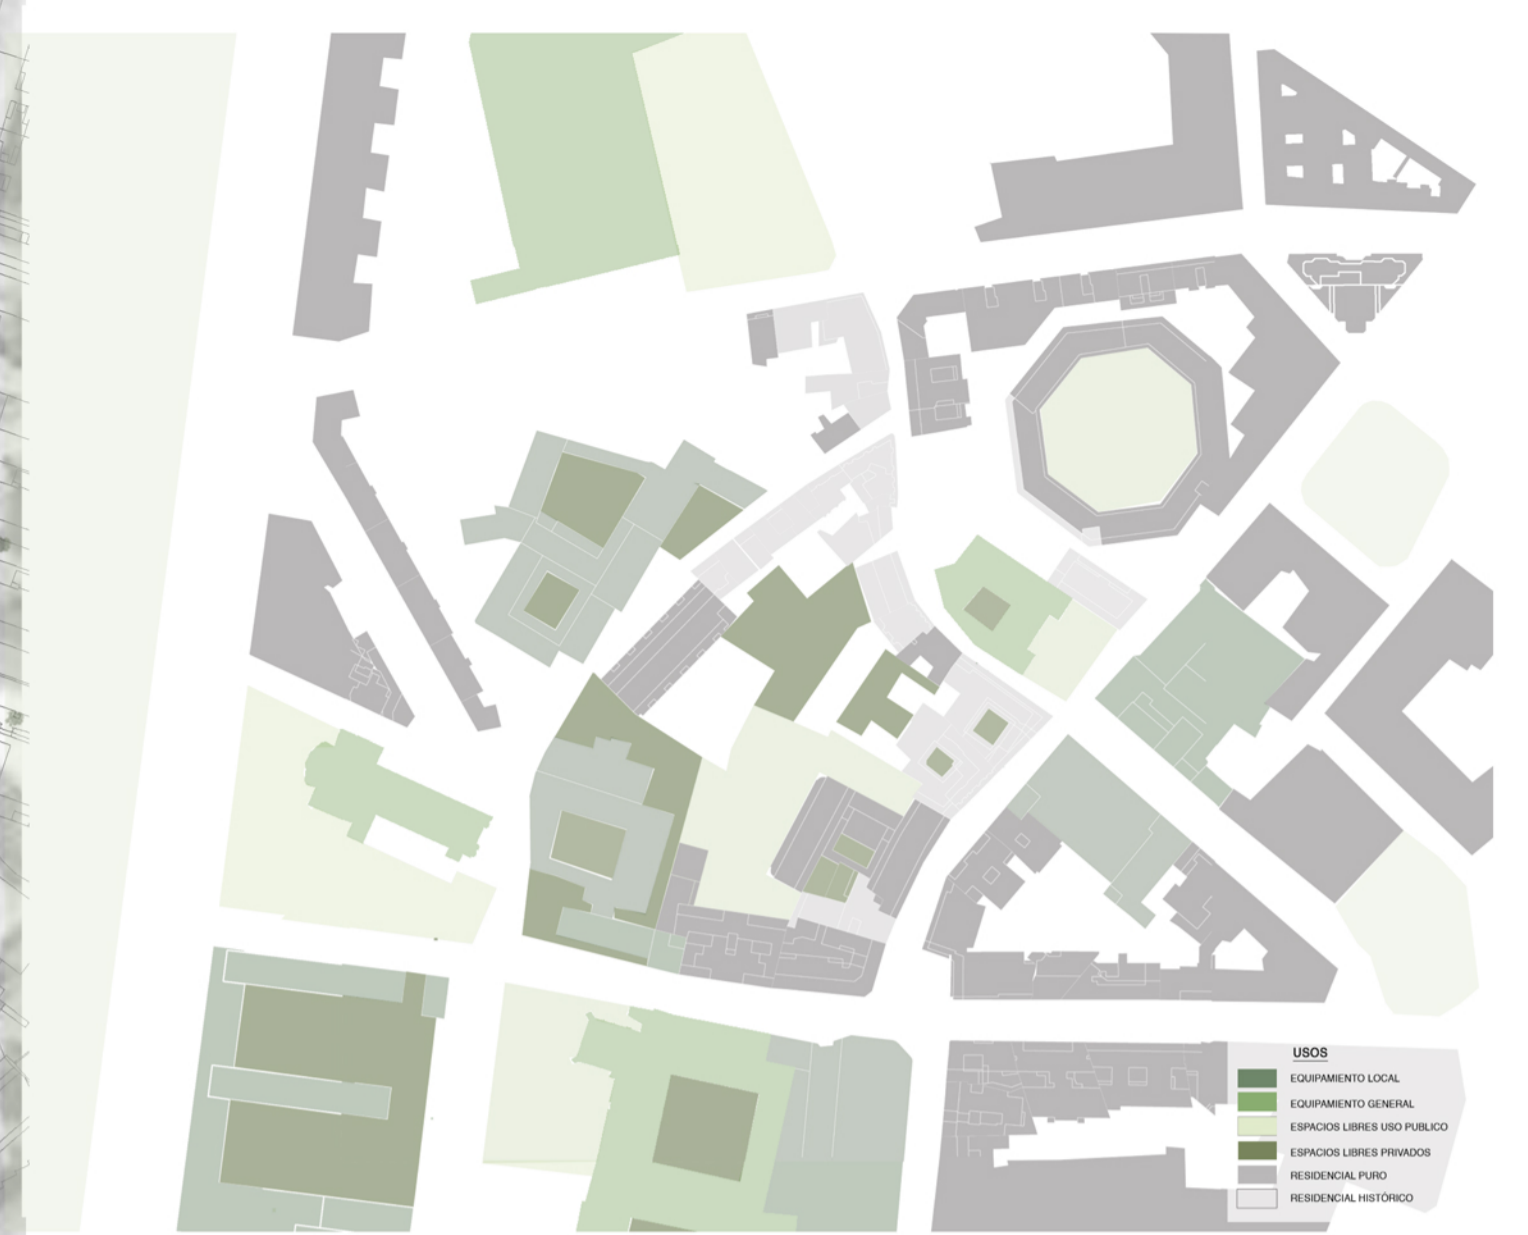 USOS
EQUIPAMIENTO LOCAL
EQUIPAMIENTO GENERAL
ESPACIOS LIBRES USO PUBLICO
ESPACIOS LIBRES PRIVADOS
RESIDENCIAL PURO
RESIDENCIAL HISTÓRICO